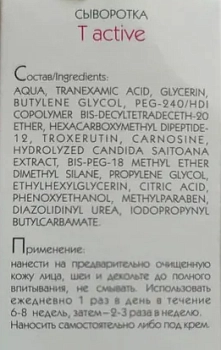 СЫВОРОТКА
T active
Состав/Ingredients:
AQUA, TRANEXAMIC ACID, GLYCERIN,
BUTYLENE GLYCOL, PEG-240/HDI
COPOLYMER BIS-DECYLTETRADECETH-20
ETHER, HEXACARBOXYMETHYL DIPEPTIDE-
12, TROXERUTIN, CARNOSINE,
HYDROLYZED CANDIDA SAITOANA
EXTRACT, BIS-PEG-18 METHYL ETHER
DIMETHYL SILANE, PROPYLENE GLYCOL,
ETHYLHEXYLGLYCERIN, CITRIC ACID,
PHENOXYETHANOL, METHYLPARABEN,
DIAZOLIDINYL UREA, IODOPROPYNYL
BUTYLCARBAMATE.
Применение:
нанести на предварительно очищенную
кожу лица, шеи и декольте до полного
впитывания, не смывать. Использовать
ежедневно 1 раз в день в течение
6-8 недель, затем – 2-3 раза в неделю.
Наносить самостоятельно либо под крем.